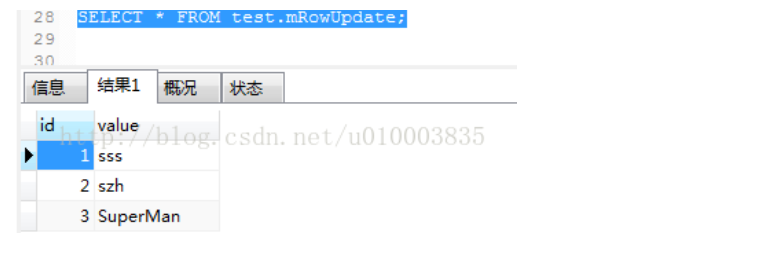 28 SELECT * FROM test.mRowUpdate;
29
30
信息 结果1 概况 状态
id value
http://blog.csdn.net/u010003835
1 sss
2 szh
3 SuperMan